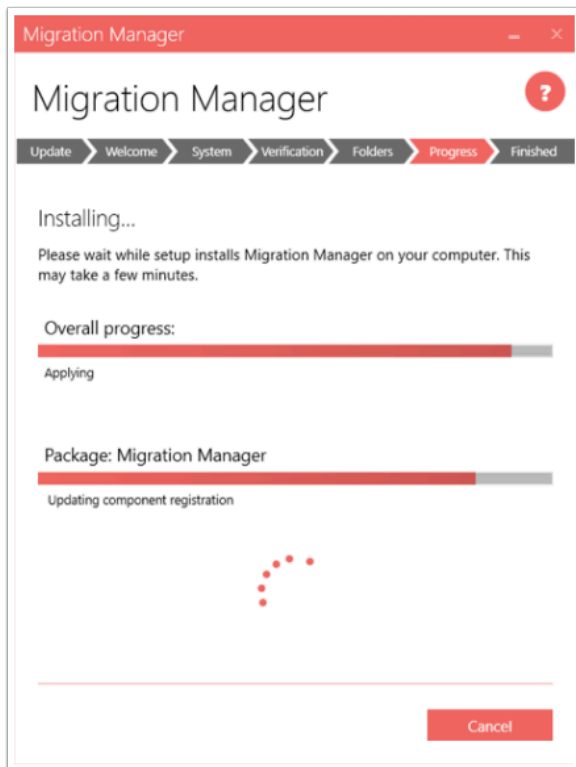 Migration Manager
Migration Manager
?
Update Welcome System Verification Folders Progress Finished
Installing...
Please wait while setup installs Migration Manager on your computer. This
may take a few minutes.
Overall progress:
Applying
Package: Migration Manager
Updating component registration
Cancel